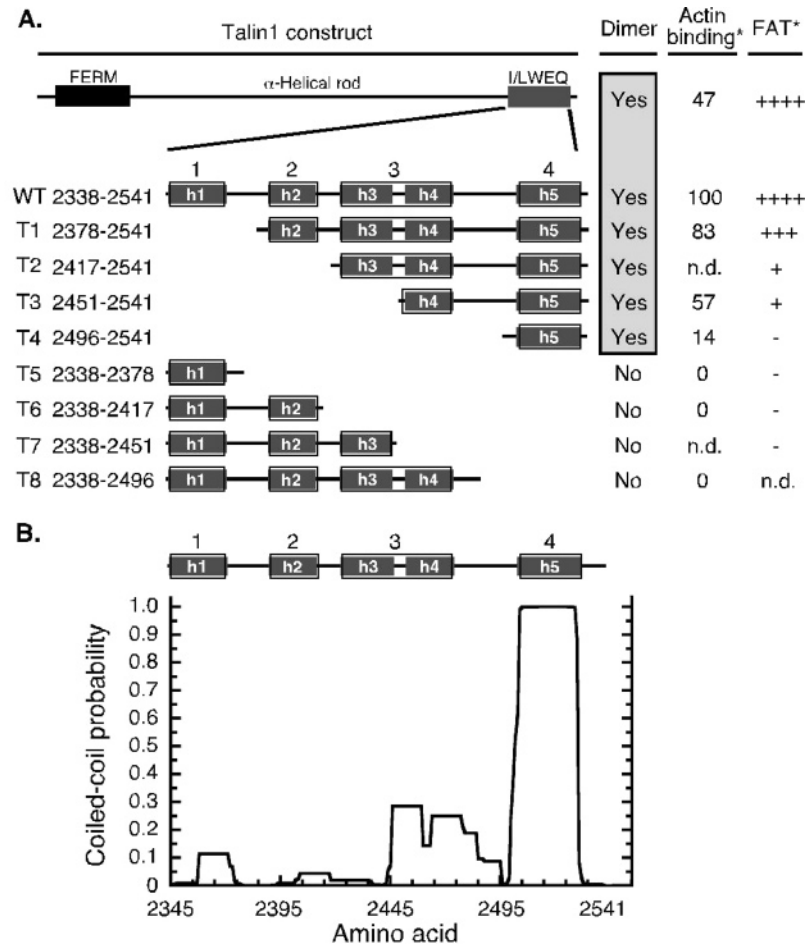 A.
Talin1 construct Dimer Actin binding* FAT*
FERM α-Helical rod I/LWEQ
Yes 47 ++++
1 2 3 4
WT 2338-2541 h1 h2 h3 h4 h5 Yes 100 ++++
T1 2378-2541 h2 h3 h4 h5 Yes 83 +++
T2 2417-2541 h3 h4 h5 Yes n.d. +
T3 2451-2541 h4 h5 Yes 57 +
T4 2496-2541 h5 Yes 14 -
T5 2338-2378 h1 No 0 -
T6 2338-2417 h1 h2 No 0 -
T7 2338-2451 h1 h2 h3 No n.d. -
T8 2338-2496 h1 h2 h3 h4 No 0 n.d.
B.
1 2 3 4
h1 h2 h3 h4 h5
Coiled-coil probability
1.0
0.9
0.8
0.7
0.6
0.5
0.4
0.3
0.2
0.1
0
2345 2395 2445 2495 2541
Amino acid